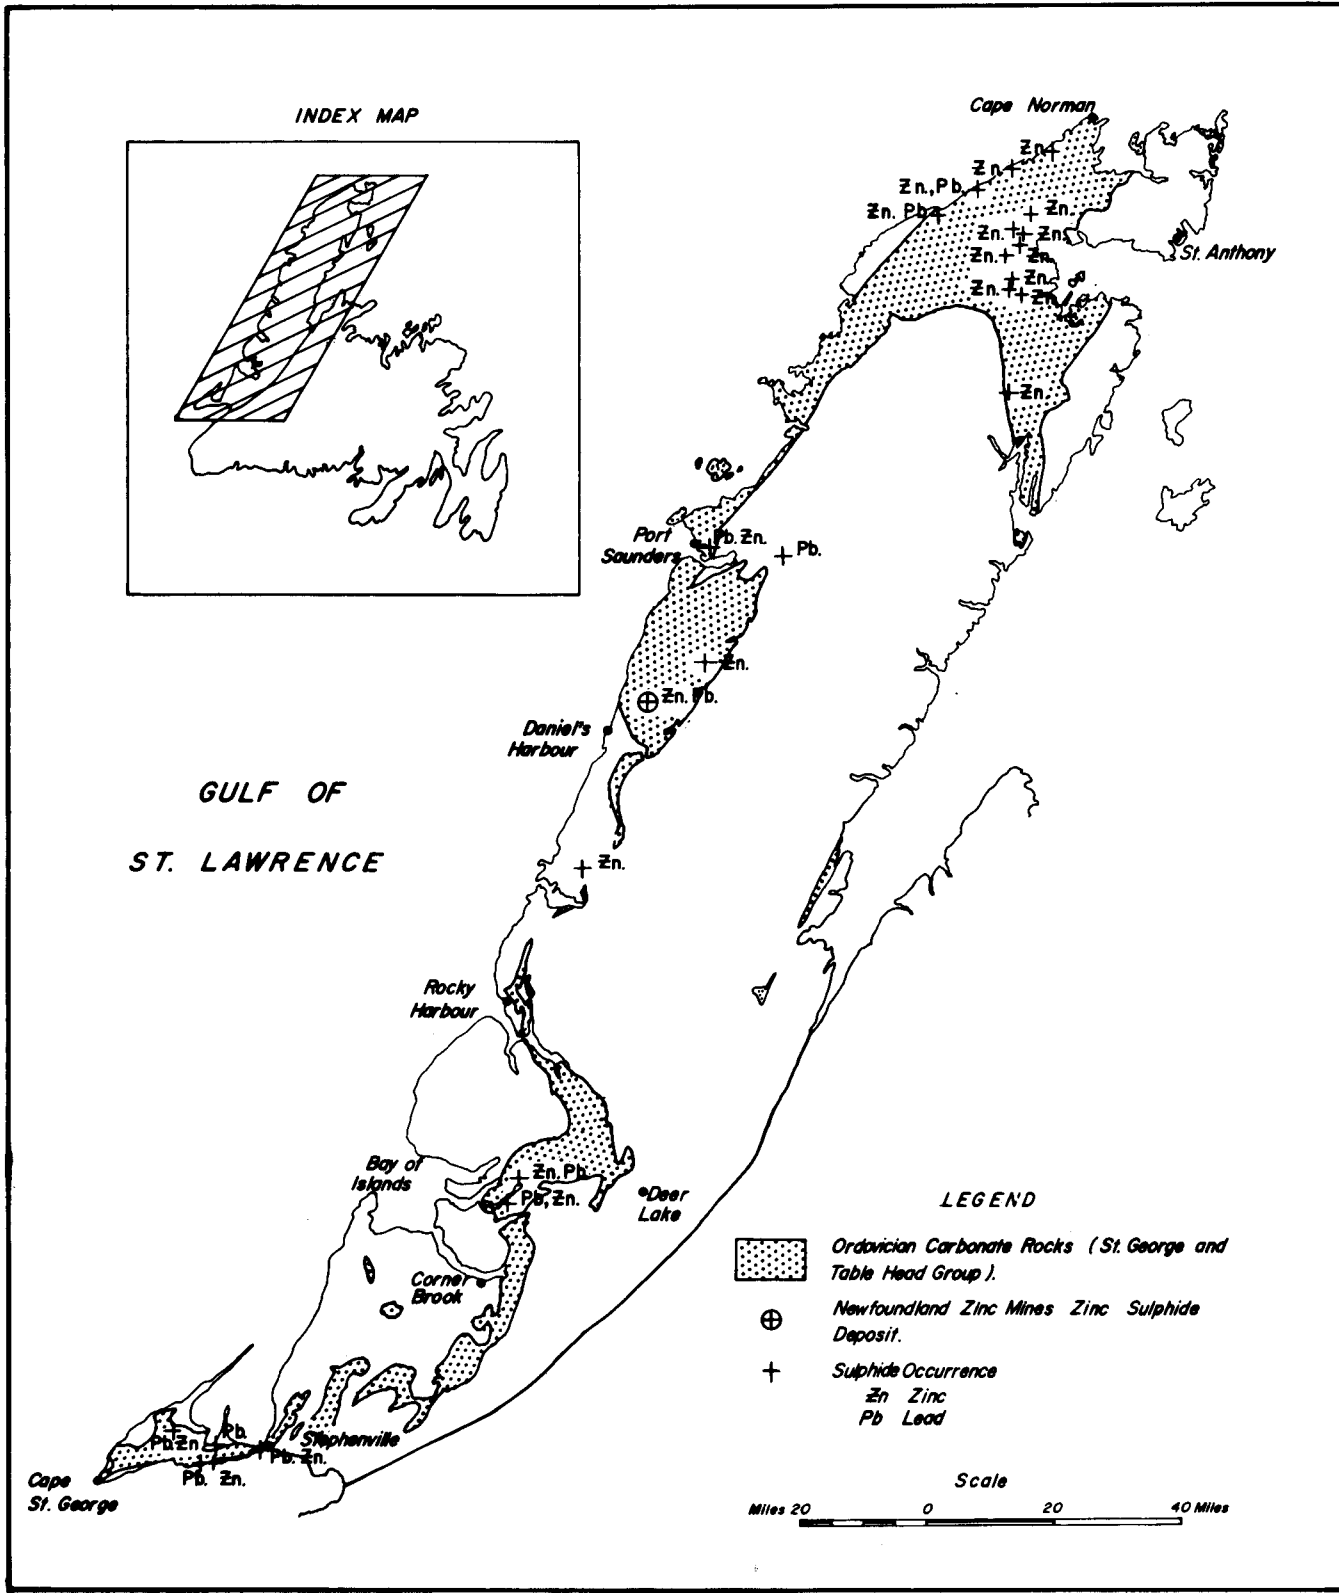 INDEX MAP
Cape Norman
Zn.
Zn.
Zn., Pb.
Zn. Pb.
Zn.
Zn.
Zn.
Zn.
Zn.
Zn.
Zn.
Zn.
St. Anthony
Zn.
Port
Saunders
Pb. Zn.
Pb.
Zn.
Zn. Pb.
Daniel's
Harbour
GULF OF
ST. LAWRENCE
Zn.
Rocky
Harbour
Bay of
Islands
Zn. Pb.
Pb, Zn.
Deer
Lake
Corner
Brook
Stephenville
Pb. Zn.
Pb.
Pb. Zn.
Pb. Zn.
Cape
St. George
LEGEND
Ordovician Carbonate Rocks ( St. George and
Table Head Group ).
Newfoundland Zinc Mines Zinc Sulphide
Deposit.
Sulphide Occurrence
Zn Zinc
Pb Lead
Scale
Miles 20 0 20 40 Miles